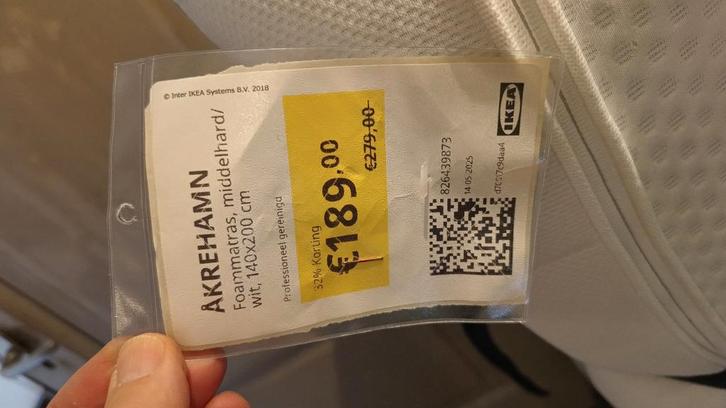 © Inter IKEA Systems B.V. 2018
IKEA
ÅKREHAMN
Foammatras, middelhard/
wit, 140x200 cm
Professioneel gereinigd
32% Korting
€189,00
€279,00
826439873
14 05 2025